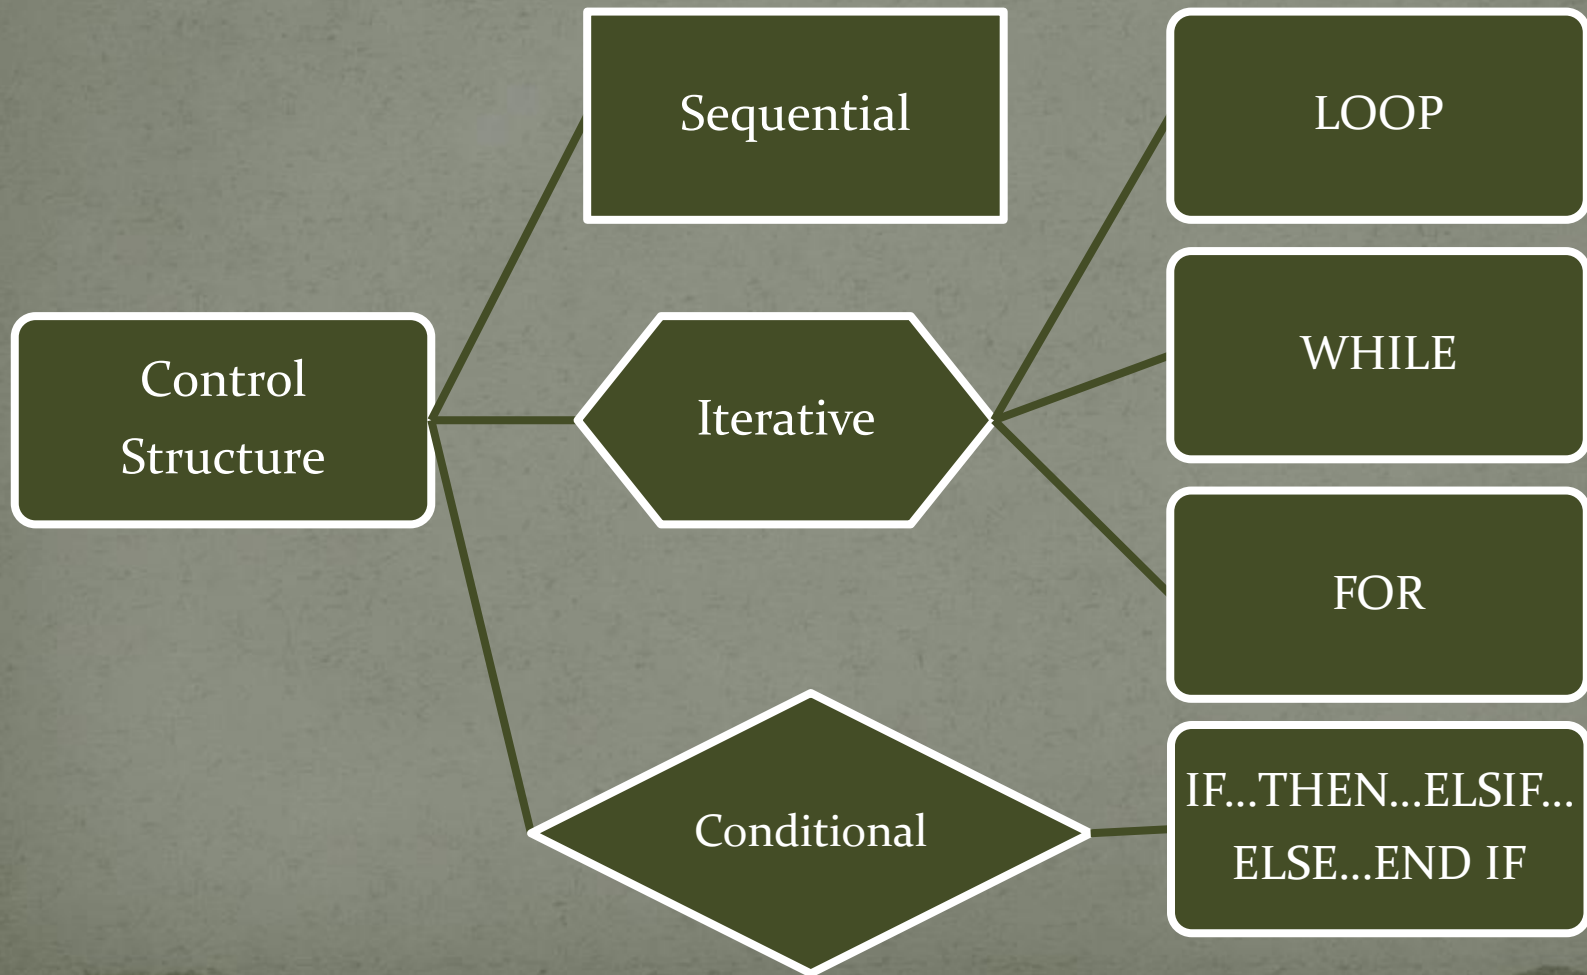 Control
Structure
Sequential
Iterative
Conditional
LOOP
WHILE
FOR
IF...THEN...ELSIF...
ELSE...END IF